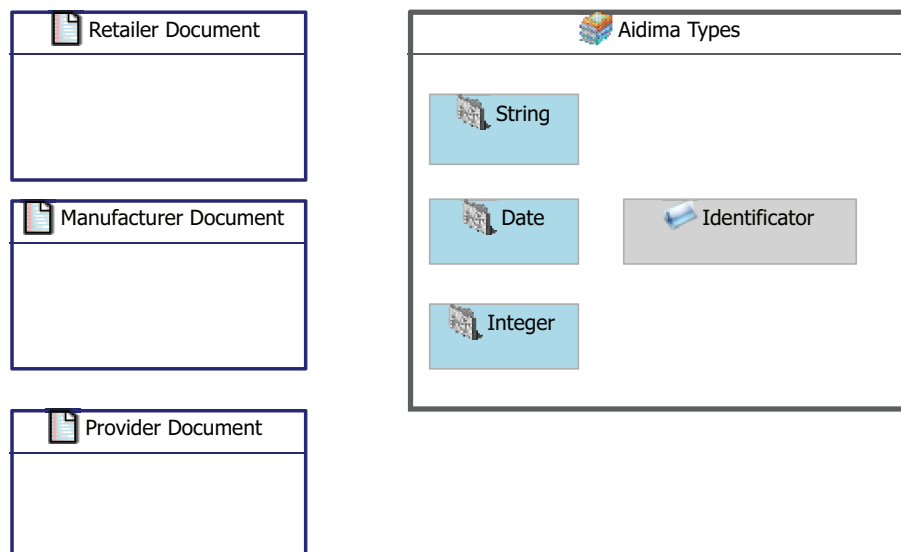 Retailer Document
Aidima Types
String
Manufacturer Document
Date
Identificator
Integer
Provider Document